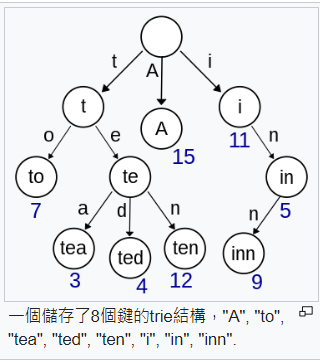 t
A
i
t
A
15
i
11
o
e
n
to
7
te
in
5
a
d
n
n
tea
3
ted
4
ten
12
inn
9
一個儲存了8個鍵的trie結構，"A", "to",
"tea", "ted", "ten", "i", "in", "inn".